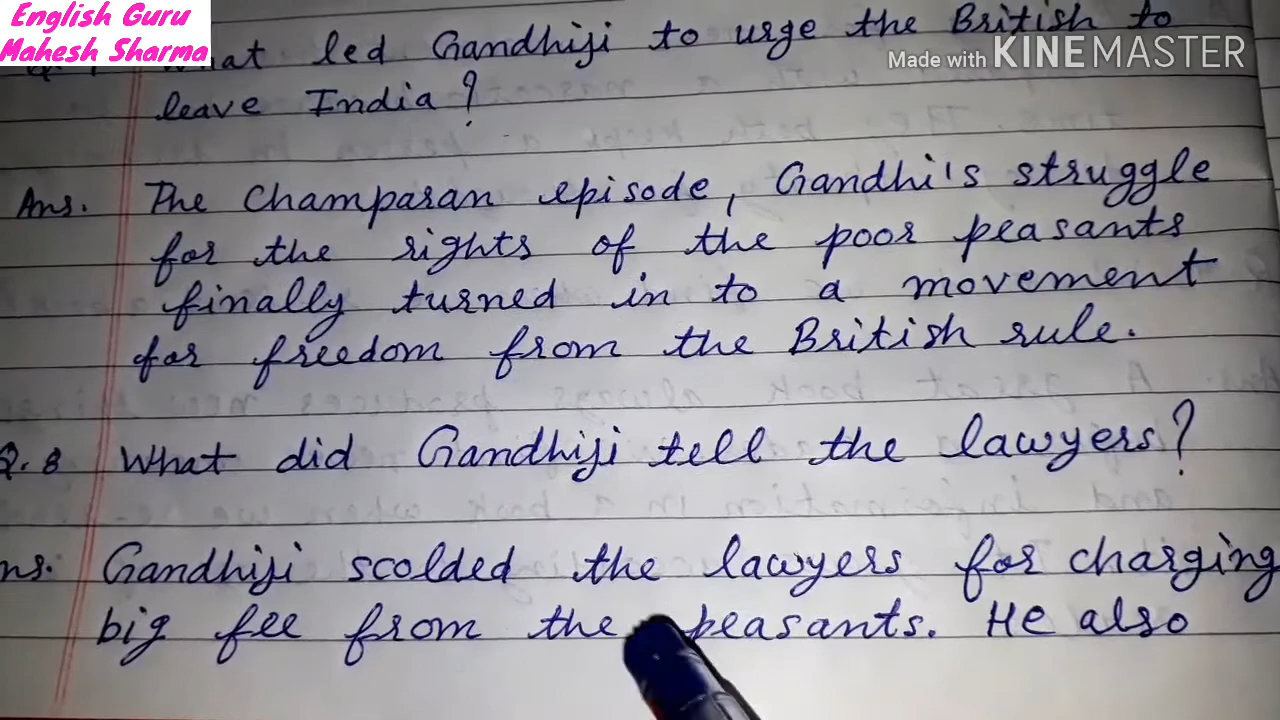 English Guru
Mahesh Sharma
Made with KINEMASTER
What led Gandhiji to urge the British to
leave India?
Ans. The Champaran episode, Gandhi's struggle
for the rights of the poor peasants
finally turned in to a movement
for freedom from the British rule.
Q.8 What did Gandhiji tell the lawyers?
ns. Gandhiji scolded the lawyers for charging
big fee from the peasants. He also